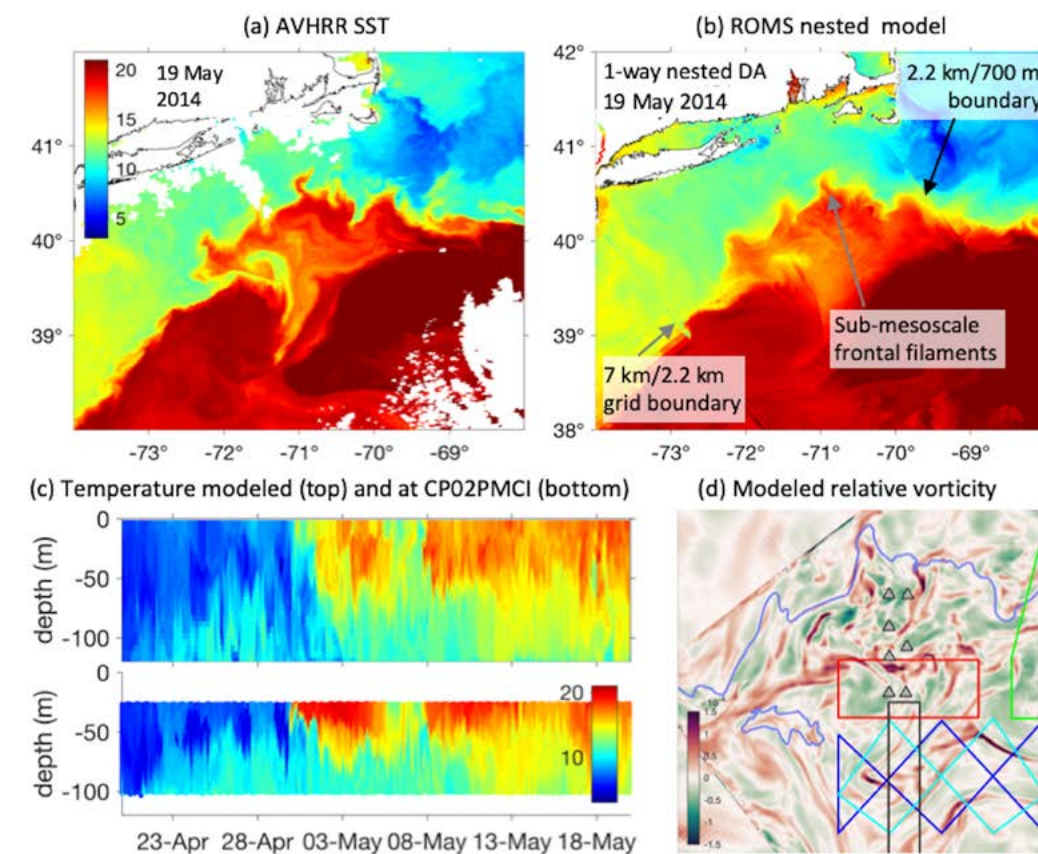 (a) AVHRR SST
(b) ROMS nested model
20
15
10
5
19 May
2014
41°
40°
39°
-73° -72° -71° -70° -69°
42°
41°
40°
39°
38°
1-way nested DA
19 May 2014
2.2 km/700 m
boundary
Sub-mesoscale
frontal filaments
7 km/2.2 km
grid boundary
-73° -72° -71° -70° -69°
(c) Temperature modeled (top) and at CP02PMCI (bottom)
(d) Modeled relative vorticity
0
-50
-100
depth (m)
0
-50
-100
depth (m)
20
10
23-Apr 28-Apr 03-May 08-May 13-May 18-May
1.5
1
0.5
0
-0.5
-1
-1.5